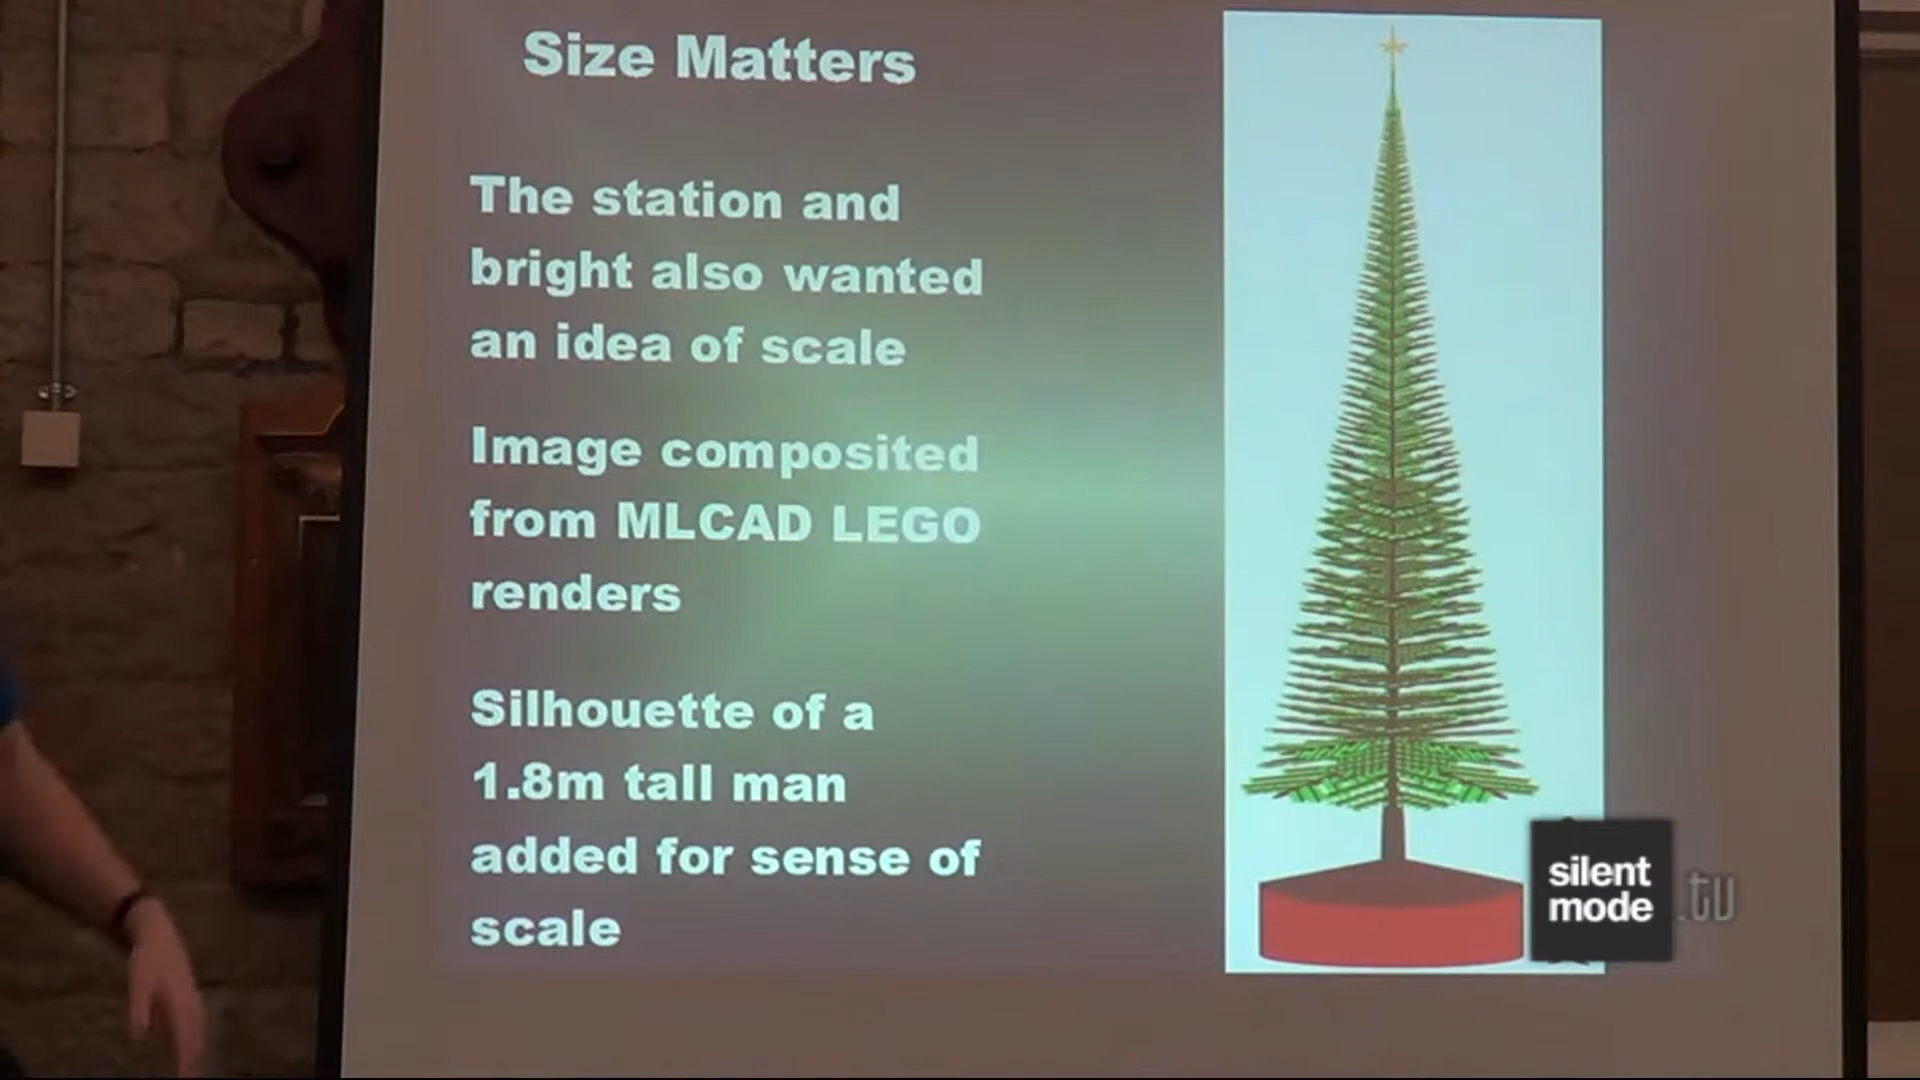 Size Matters
The station and
bright also wanted
an idea of scale
Image composited
from MLCAD LEGO
renders
Silhouette of a
1.8m tall man
added for sense of
scale
silent
mode
.tv